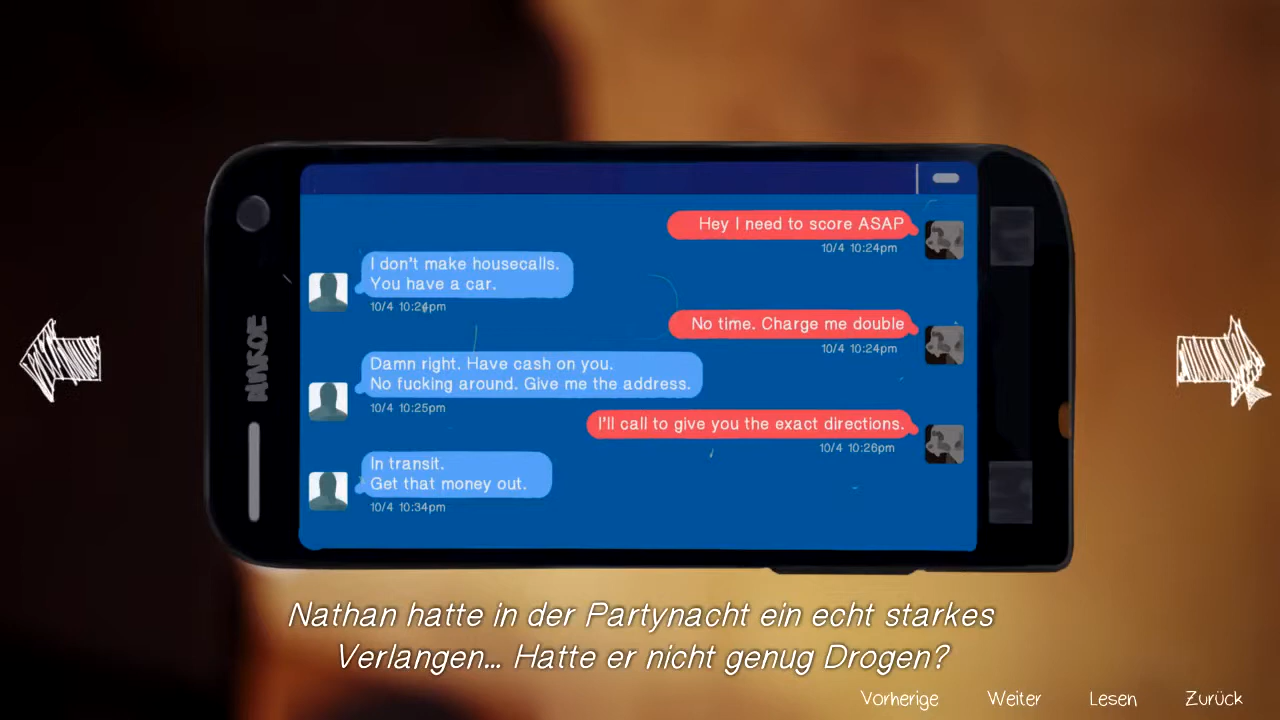 Hey I need to score ASAP
10/4 10:24pm
I don't make housecalls.
You have a car.
10/4 10:24pm
No time. Charge me double
10/4 10:24pm
Damn right. Have cash on you.
No fucking around. Give me the address.
10/4 10:25pm
I'll call to give you the exact directions.
10/4 10:26pm
In transit.
Get that money out.
10/4 10:34pm
Nathan hatte in der Partynacht ein echt starkes
Verlangen... Hatte er nicht genug Drogen?
Vorherige Weiter Lesen Zurück